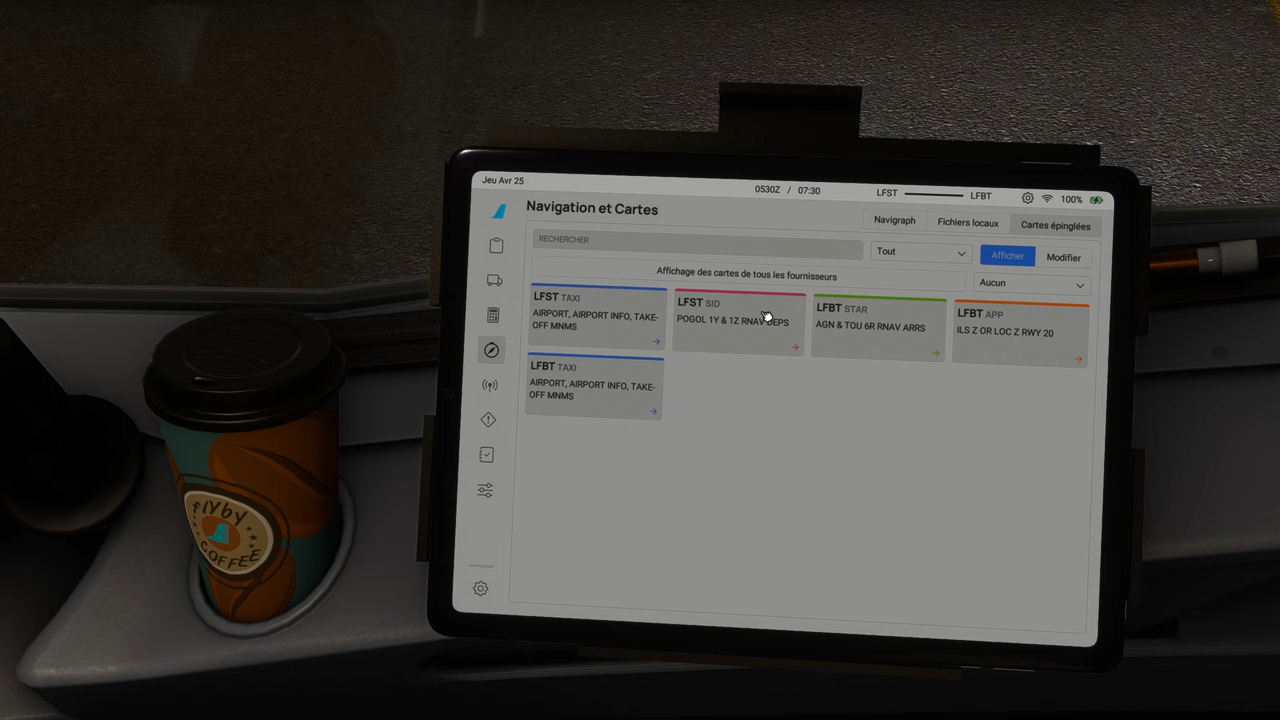 Jeu Avr 25
0530Z / 07:30
LFST
LFBT
100%
Navigation et Cartes
Navigraph
Fichiers locaux
Cartes épinglées
RECHERCHER
Tout
Afficher
Modifier
Affichage des cartes de tous les fournisseurs
Aucun
LFST TAXI
AIRPORT, AIRPORT INFO, TAKE-
OFF MNMS
LFST SID
POGOL 1Y & 1Z RNAV DEPS
LFBT STAR
AGN & TOU 6R RNAV ARRS
LFBT APP
ILS Z OR LOC Z RWY 20
LFBT TAXI
AIRPORT, AIRPORT INFO, TAKE-
OFF MNMS
flyby
COFFEE